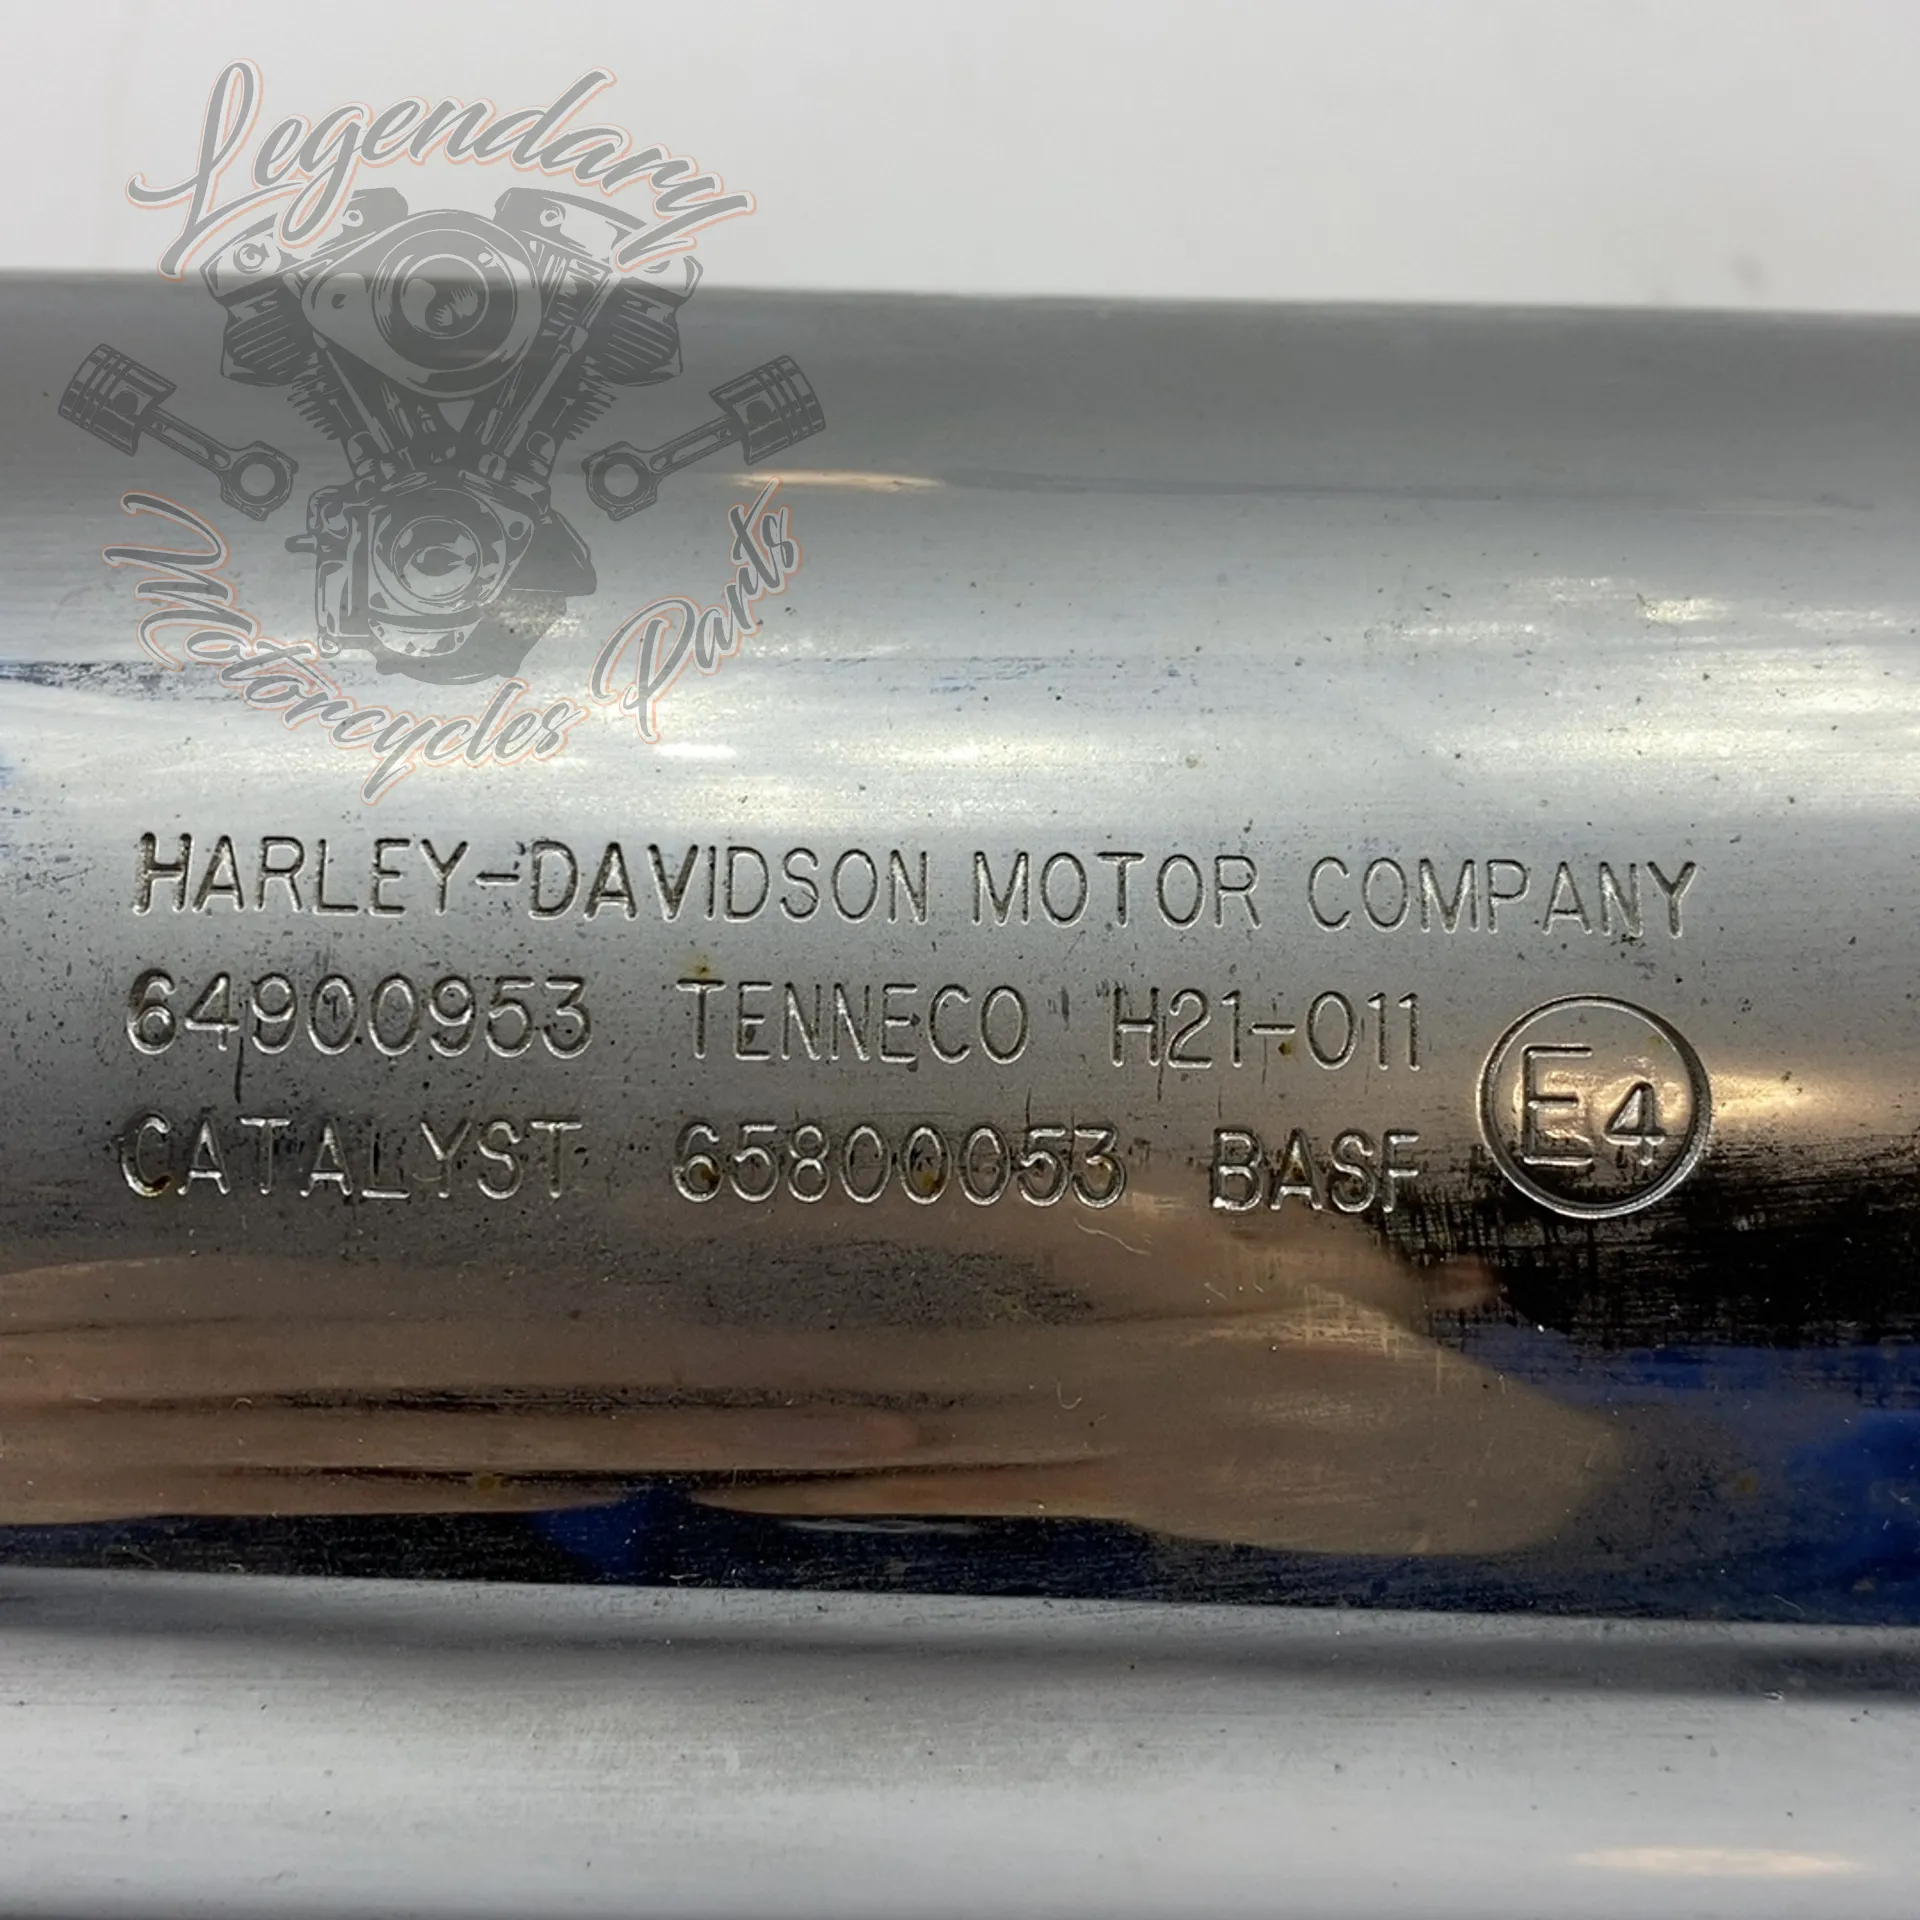 Legendary
Motorcycles Parts
HARLEY-DAVIDSON MOTOR COMPANY
64900953 TENNECO H21-011
CATALYST 65800053 BASF E4